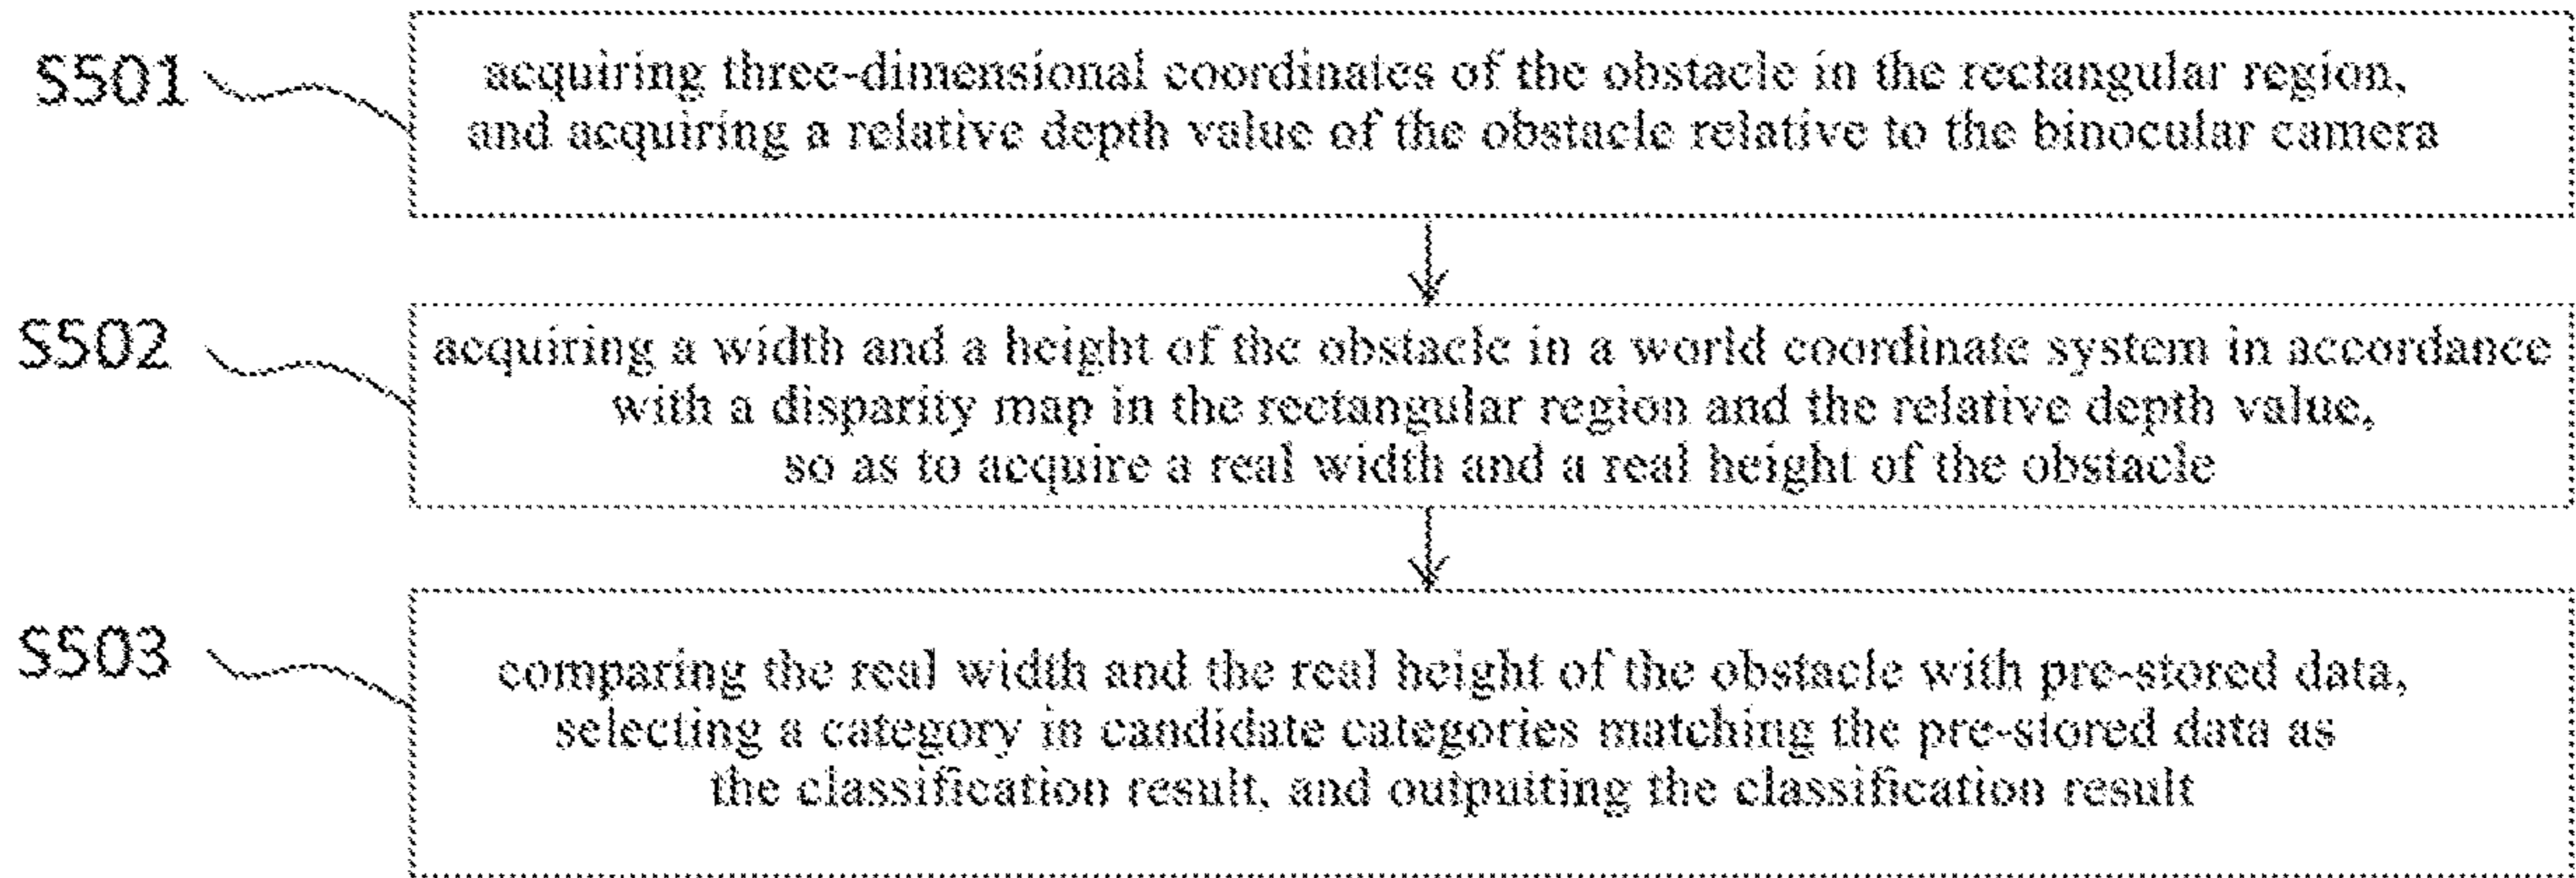 S501
acquiring three-dimensional coordinates of the obstacle in the rectangular region,
and acquiring a relative depth value of the obstacle relative to the binocular camera
S502
acquiring a width and a height of the obstacle in a world coordinate system in accordance
with a disparity map in the rectangular region and the relative depth value,
so as to acquire a real width and a real height of the obstacle
S503
comparing the real width and the real height of the obstacle with pre-stored data,
selecting a category in candidate categories matching the pre-stored data as
the classification result, and outputting the classification result